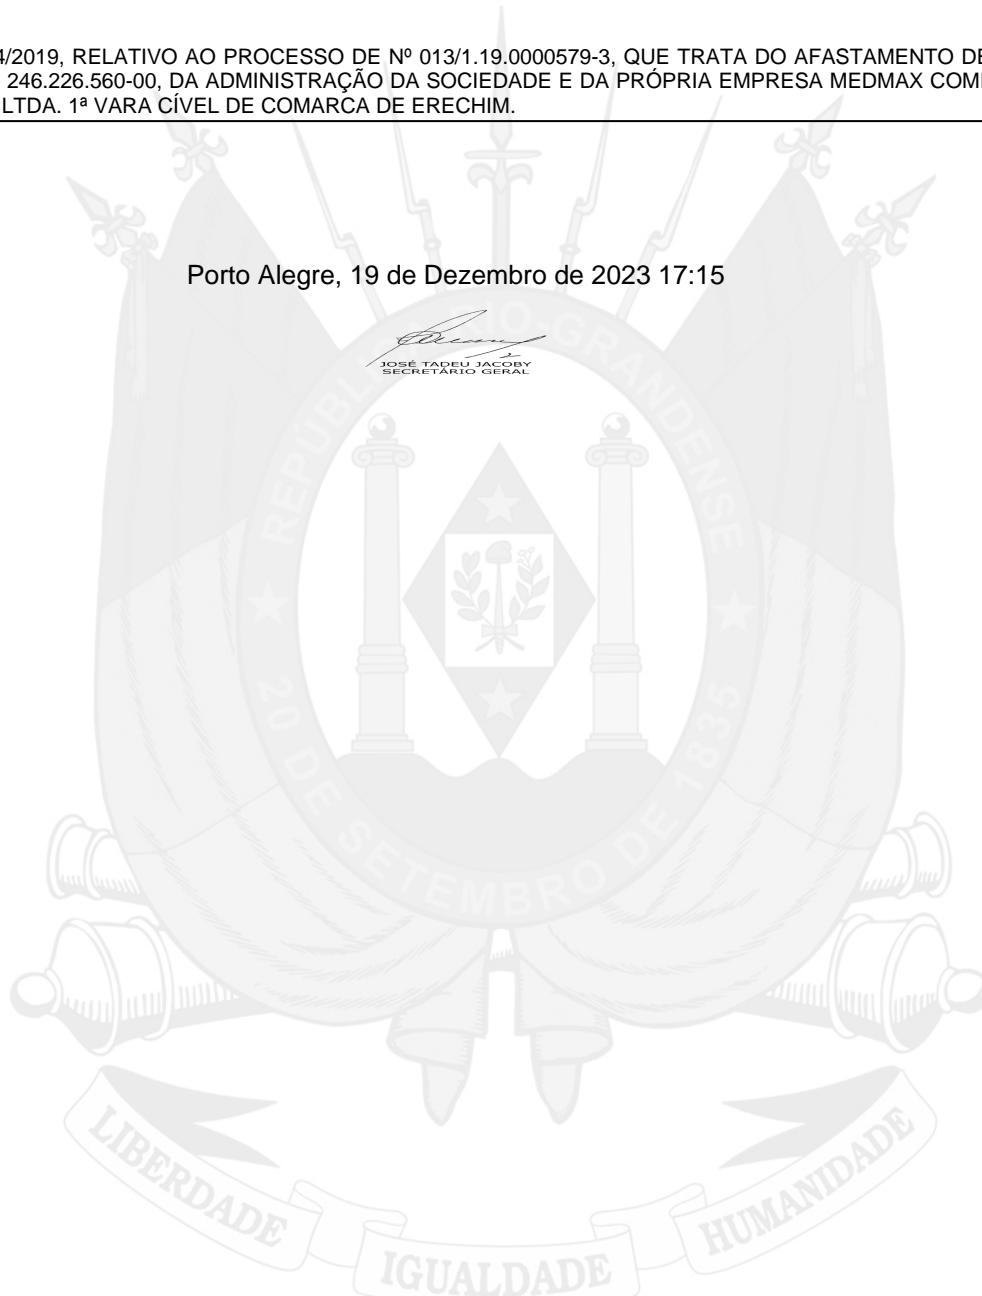 4/2019, RELATIVO AO PROCESSO DE Nº 013/1.19.0000579-3, QUE TRATA DO AFASTAMENTO DE
246.226.560-00, DA ADMINISTRAÇÃO DA SOCIEDADE E DA PRÓPRIA EMPRESA MEDMAX COM
LTDA. 1ª VARA CÍVEL DE COMARCA DE ERECHIM.
Porto Alegre, 19 de Dezembro de 2023 17:15
JOSÉ TADEU JACOBY
SECRETÁRIO GERAL
REPÚBLICA RIO GRANDENSE
20 DE SETEMBRO DE 1835
LIBERDADE
IGUALDADE
HUMANIDADE